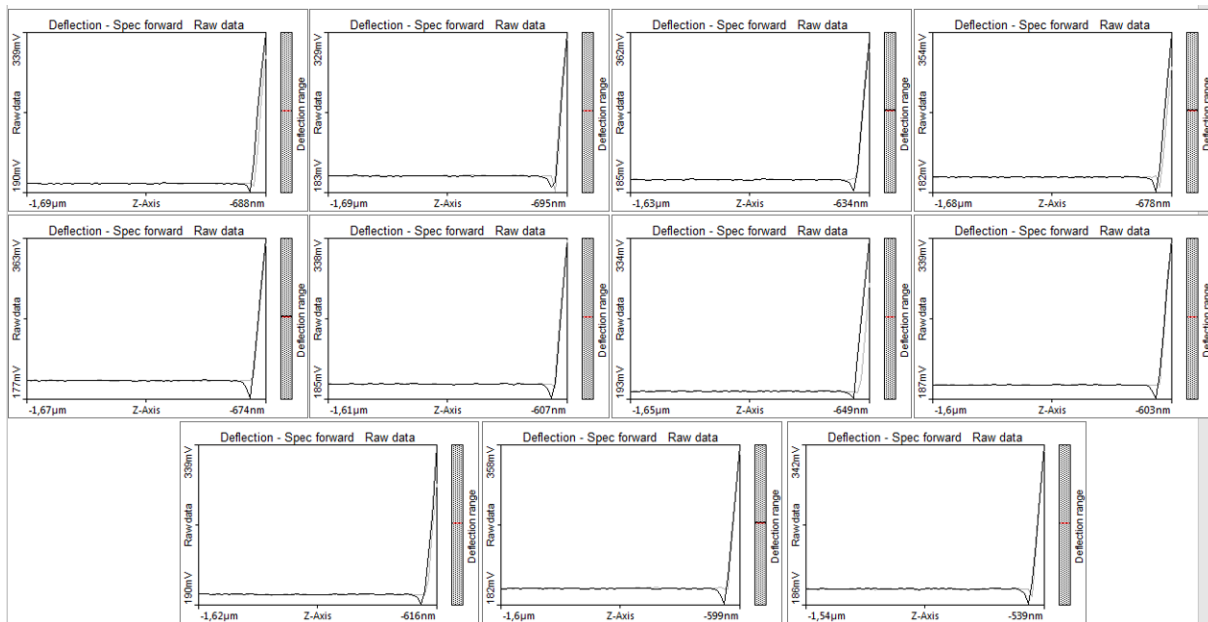 Deflection - Spec forward Raw data
339mV
Raw data
190mV
-1,69µm Z-Axis -688nm
Deflection range
Deflection - Spec forward Raw data
329mV
Raw data
183mV
-1,69µm Z-Axis -695nm
Deflection range
Deflection - Spec forward Raw data
362mV
Raw data
185mV
-1,63µm Z-Axis -634nm
Deflection range
Deflection - Spec forward Raw data
354mV
Raw data
182mV
-1,68µm Z-Axis -678nm
Deflection range
Deflection - Spec forward Raw data
363mV
Raw data
177mV
-1,67µm Z-Axis -674nm
Deflection range
Deflection - Spec forward Raw data
338mV
Raw data
185mV
-1,61µm Z-Axis -607nm
Deflection range
Deflection - Spec forward Raw data
334mV
Raw data
193mV
-1,65µm Z-Axis -649nm
Deflection range
Deflection - Spec forward Raw data
339mV
Raw data
187mV
-1,6µm Z-Axis -603nm
Deflection range
Deflection - Spec forward Raw data
339mV
Raw data
190mV
-1,62µm Z-Axis -616nm
Deflection range
Deflection - Spec forward Raw data
358mV
Raw data
182mV
-1,6µm Z-Axis -599nm
Deflection range
Deflection - Spec forward Raw data
342mV
Raw data
186mV
-1,54µm Z-Axis -539nm
Deflection range